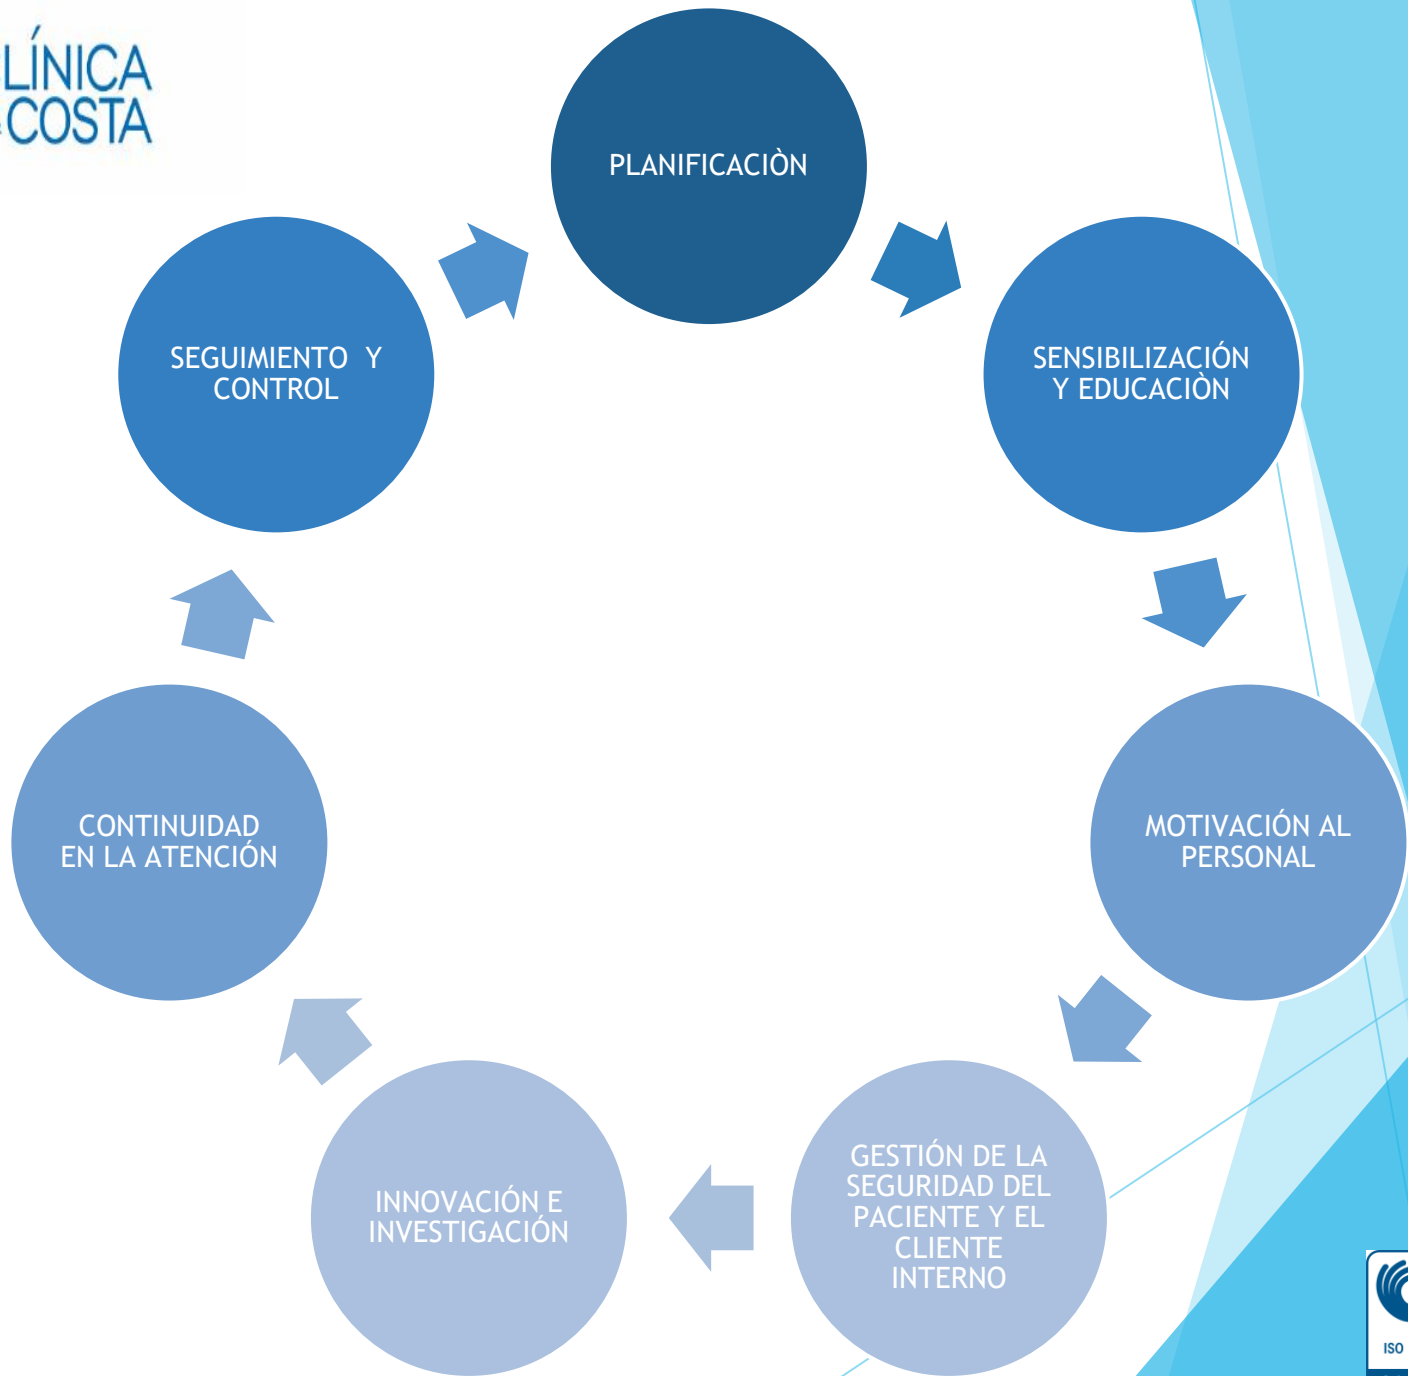 LÍNICA
COSTA
PLANIFICACIÒN
SEGUIMIENTO Y
CONTROL
SENSIBILIZACIÓN
Y EDUCACIÒN
CONTINUIDAD
EN LA ATENCIÓN
MOTIVACIÓN AL
PERSONAL
INNOVACIÓN E
INVESTIGACIÓN
GESTIÓN DE LA
SEGURIDAD DEL
PACIENTE Y EL
CLIENTE
INTERNO
ISO